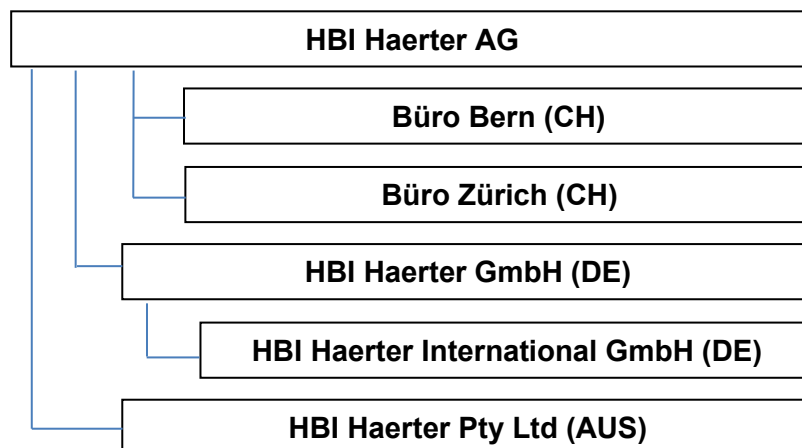 HBI Haerter AG
Büro Bern (CH)
Büro Zürich (CH)
HBI Haerter GmbH (DE)
HBI Haerter International GmbH (DE)
HBI Haerter Pty Ltd (AUS)